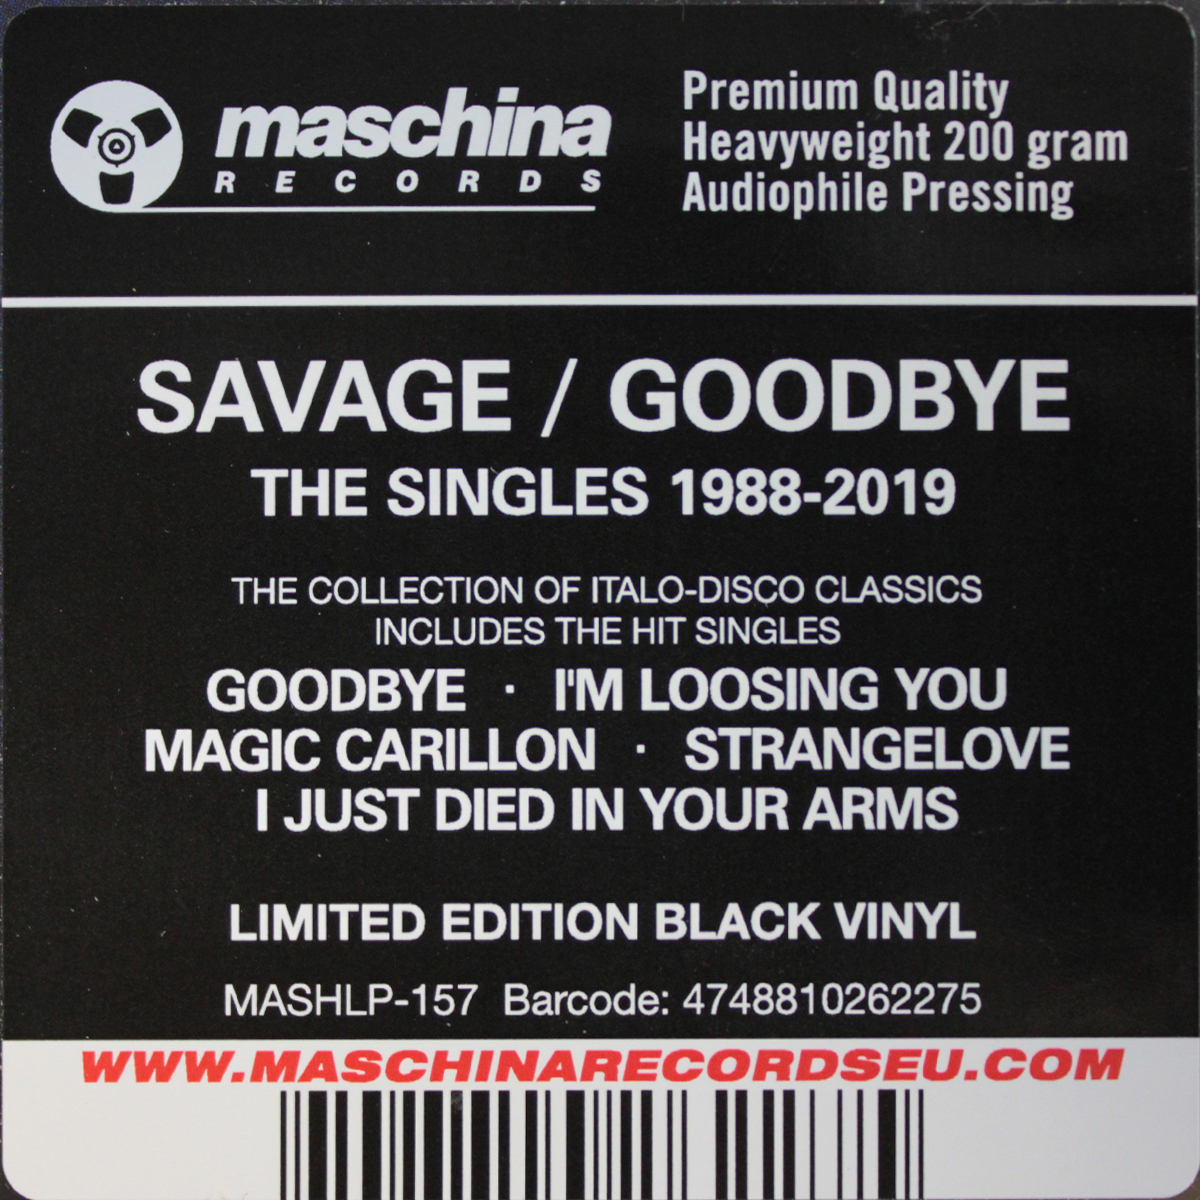 maschina
RECORDS
Premium Quality
Heavyweight 200 gram
Audiophile Pressing
SAVAGE / GOODBYE
THE SINGLES 1988-2019
THE COLLECTION OF ITALO-DISCO CLASSICS
INCLUDES THE HIT SINGLES
GOODBYE · I'M LOOSING YOU
MAGIC CARILLON · STRANGELOVE
I JUST DIED IN YOUR ARMS
LIMITED EDITION BLACK VINYL
MASHLP-157 Barcode: 4748810262275
WWW.MASCHINARECORDSEU.COM